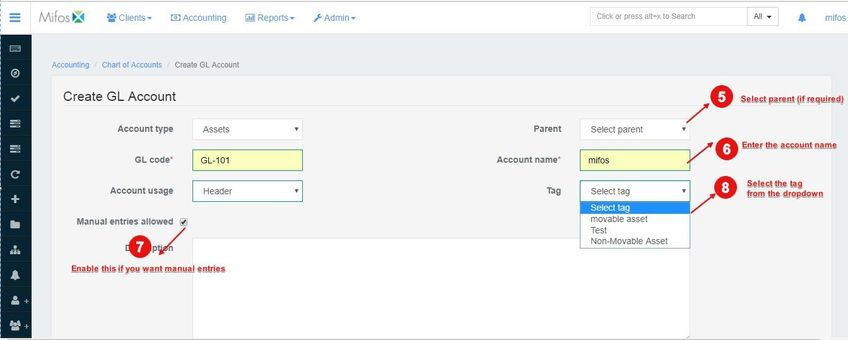 Mifos
Clients
Accounting
Reports
Admin
Click or press alt+x to Search
All
mifos
Accounting / Chart of Accounts / Create GL Account
Create GL Account
5
Select parent (if required)
Account type
Assets
Parent
Select parent
6
Enter the account name
GL code*
GL-101
Account name*
mifos
Account usage
Header
Tag
Select tag
8
Select the tag
from the dropdown
Select tag
movable asset
Test
Non-Movable Asset
Manual entries allowed
7
Enable this if you want manual entries